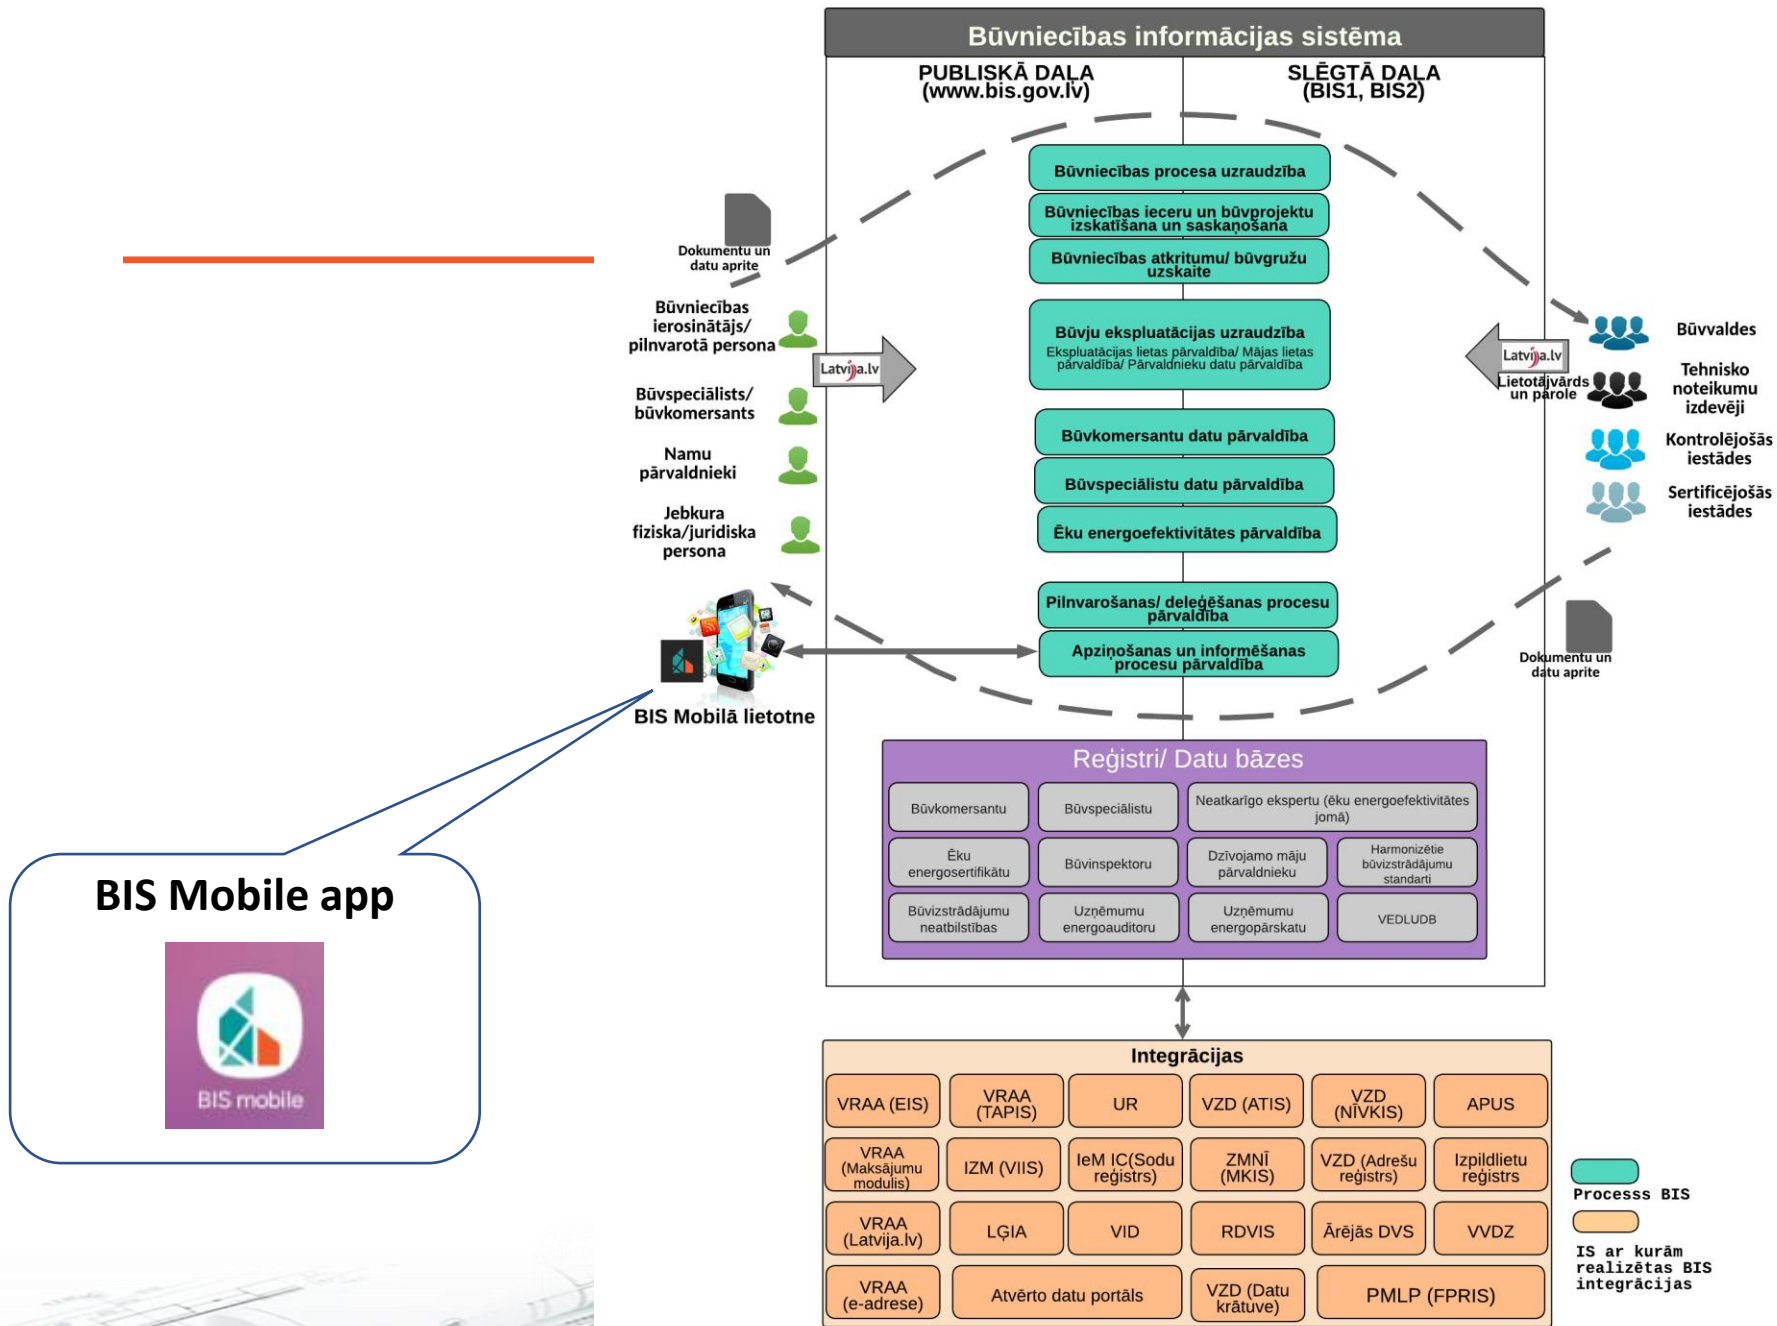 Būvniecības informācijas sistēma
PUBLISKĀ DAĻA
(www.bis.gov.lv)
SLĒGTĀ DAĻA
(BIS1, BIS2)
Būvniecības procesa uzraudzība
Būvniecības ieceru un būvprojektu
izskatīšana un saskaņošana
Būvniecības atkritumu/ būvgružu
uzskaite
Būvju ekspluatācijas uzraudzība
Ekspluatācijas lietas pārvaldība/ Mājas lietas
pārvaldība/ Pārvaldnieku datu pārvaldība
Būvkomersantu datu pārvaldība
Būvspeciālistu datu pārvaldība
Ēku energoefektivitātes pārvaldība
Pilnvarošanas/ deleģēšanas procesu
pārvaldība
Apziņošanas un informēšanas
procesu pārvaldība
Dokumentu un
datu aprite
Būvniecības
ierosinātājs/
pilnvarotā persona
Būvspeciālists/
būvkomersants
Namu
pārvaldnieki
Jebkura
fiziska/juridiska
persona
Latvija.lv
BIS Mobilā lietotne
Latvija.lv
Lietotājvārds
un parole
Būvvaldes
Tehnisko
noteikumu
izdevēji
Kontrolējošās
iestādes
Sertificējošās
iestādes
Dokumentu un
datu aprite
BIS Mobile app
BIS mobile
Reģistri/ Datu bāzes
Būvkomersantu
Būvspeciālistu
Neatkarīgo ekspertu (ēku energoefektivitātes
jomā)
Ēku
energosertifikātu
Būvinspektoru
Dzīvojamo māju
pārvaldnieku
Harmonizētie
būvizstrādājumu
standarti
Būvizstrādājumu
neatbilstības
Uzņēmumu
energoauditoru
Uzņēmumu
energopārskatu
VEDLUDB
Integrācijas
VRAA (EIS)
VRAA
(TAPIS)
UR
VZD (ATIS)
VZD
(NĪVKIS)
APUS
VRAA
(Maksājumu
modulis)
IZM (VIIS)
IeM IC(Sodu
reģistrs)
ZMNĪ
(MKIS)
VZD (Adrešu
reģistrs)
Izpildlietu
reģistrs
VRAA
(Latvija.lv)
LĢIA
VID
RDVIS
Ārējās DVS
VVDZ
VRAA
(e-adrese)
Atvērto datu portāls
VZD (Datu
krātuve)
PMLP (FPRIS)
Processs BIS
IS ar kurām
realizētas BIS
integrācijas